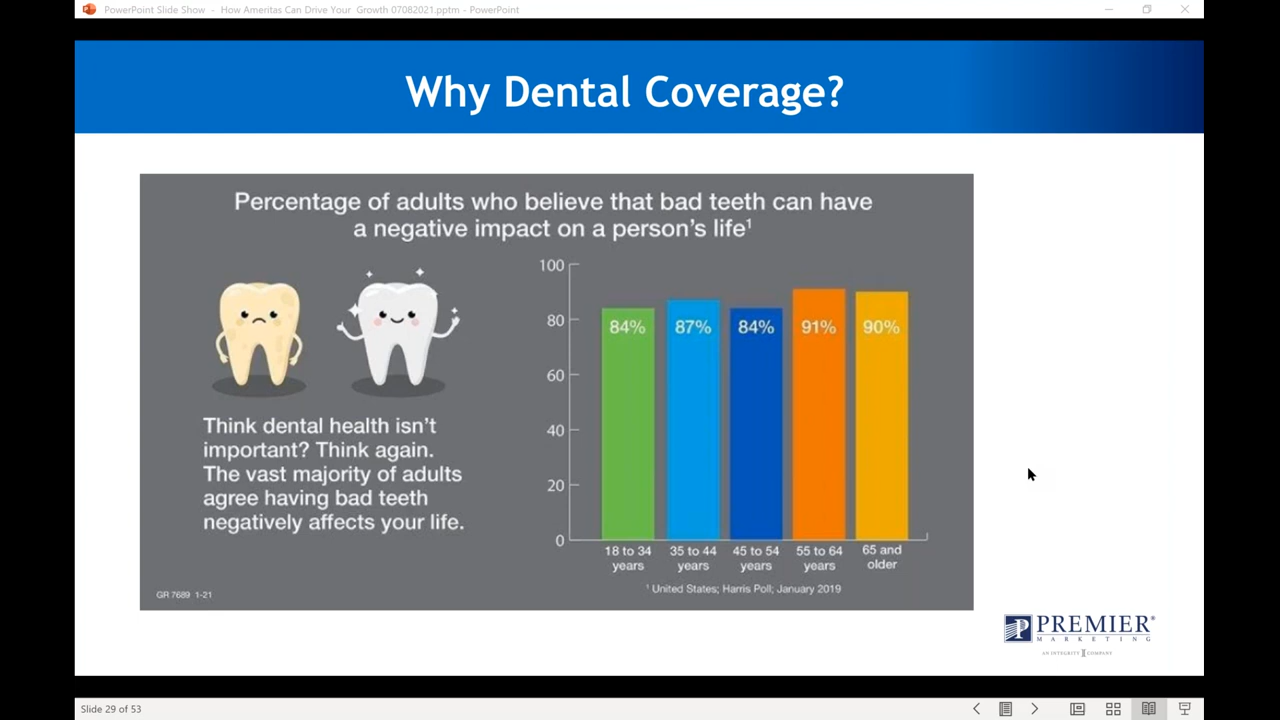 PowerPoint Slide Show - How Ameritas Can Drive Your Growth 07082021.pptm - PowerPoint
Why Dental Coverage?
Percentage of adults who believe that bad teeth can have
a negative impact on a person's life¹
Think dental health isn't
important? Think again.
The vast majority of adults
agree having bad teeth
negatively affects your life.
GR 7689 1-21
100
80
60
40
20
0
84%
87%
84%
91%
90%
18 to 34
years
35 to 44
years
45 to 54
years
55 to 64
years
65 and
older
¹ United States; Harris Poll; January 2019
PREMIER®
MARKETING
AN INTEGRITY COMPANY
Slide 29 of 53